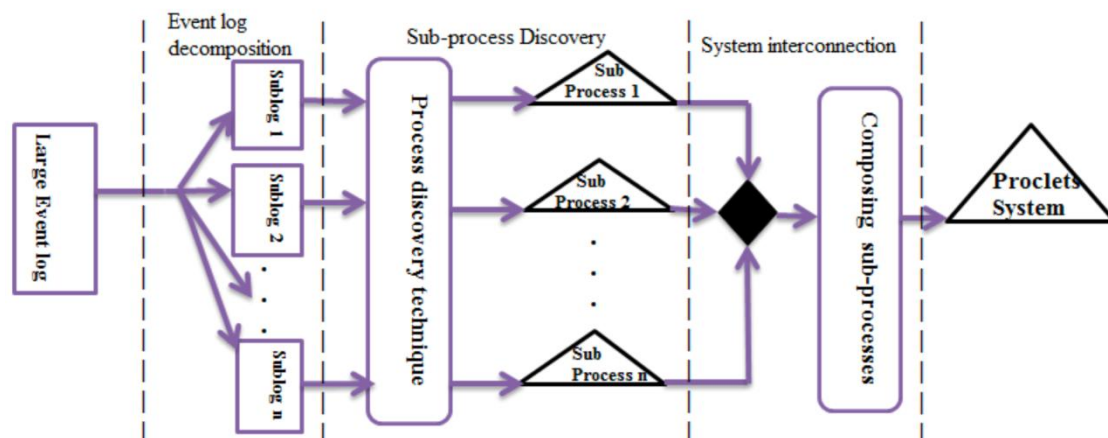 Event log
decomposition
Sub-process Discovery
System interconnection
Large Event log
Sublog 1
Sublog 2
Sublog n
Process discovery technique
Sub
Process 1
Sub
Process 2
Sub
Process n
Composing sub-processes
Proclets
System